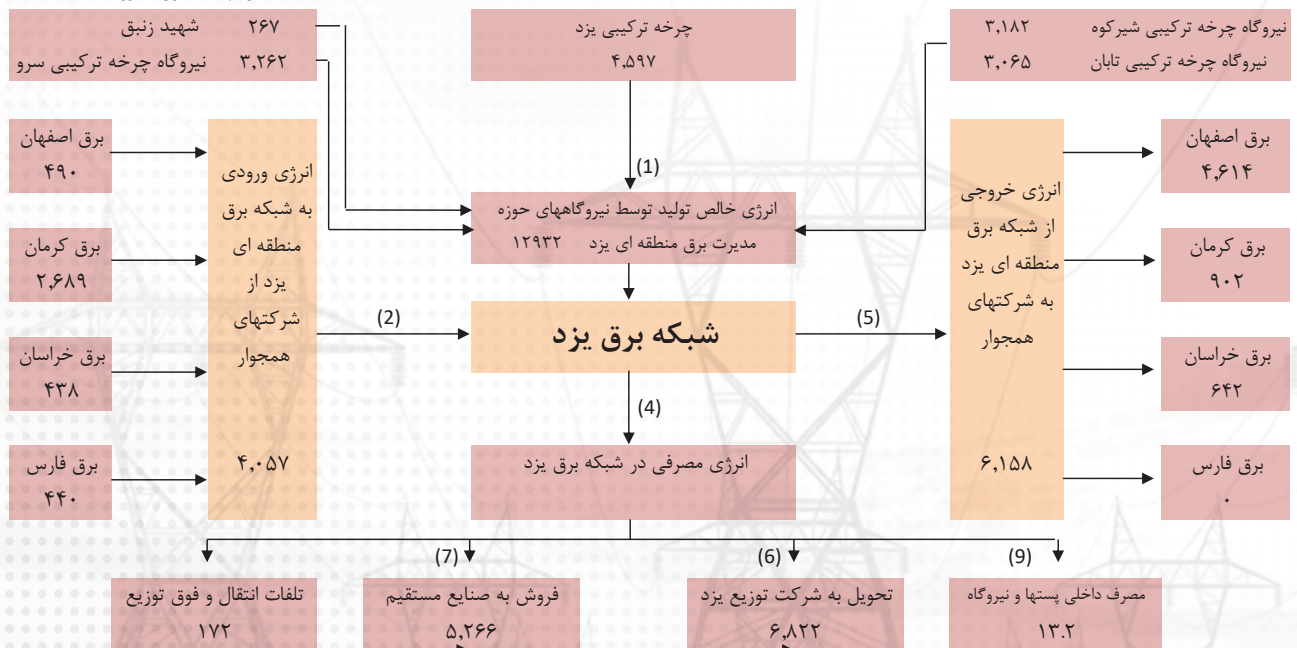 شهید زنبق ۲۶۷
نیروگاه چرخه ترکیبی سرو ۳,۲۶۲
چرخه ترکیبی یزد
۴,۵۹۷
نیروگاه چرخه ترکیبی شیرکوه ۳,۱۸۲
نیروگاه چرخه ترکیبی تابان ۳,۰۶۵
برق اصفهان
۴۹۰
برق کرمان
۲,۶۸۹
برق خراسان
۴۳۸
برق فارس
۴۴۰
انرژی ورودی
به شبکه برق
منطقه ای
یزد از
شرکتهای
همجوار
۴,۰۵۷
(1)
انرژی خالص تولید توسط نیروگاههای حوزه
مدیرت برق منطقه ای یزد ۱۲۹۳۲
(2)
شبکه برق یزد
(5)
(4)
انرژی مصرفی در شبکه برق یزد
انرژی خروجی
از شبکه برق
منطقه ای یزد
به شرکتهای
همجوار
۶,۱۵۸
برق اصفهان
۴,۶۱۴
برق کرمان
۹۰۲
برق خراسان
۶۴۲
برق فارس
۰
(7)
(6)
(9)
تلفات انتقال و فوق توزیع
۱۷۲
فروش به صنایع مستقیم
۵,۲۶۶
تحویل به شرکت توزیع یزد
۶,۸۲۲
مصرف داخلی پستها و نیروگاه
۱۳.۲